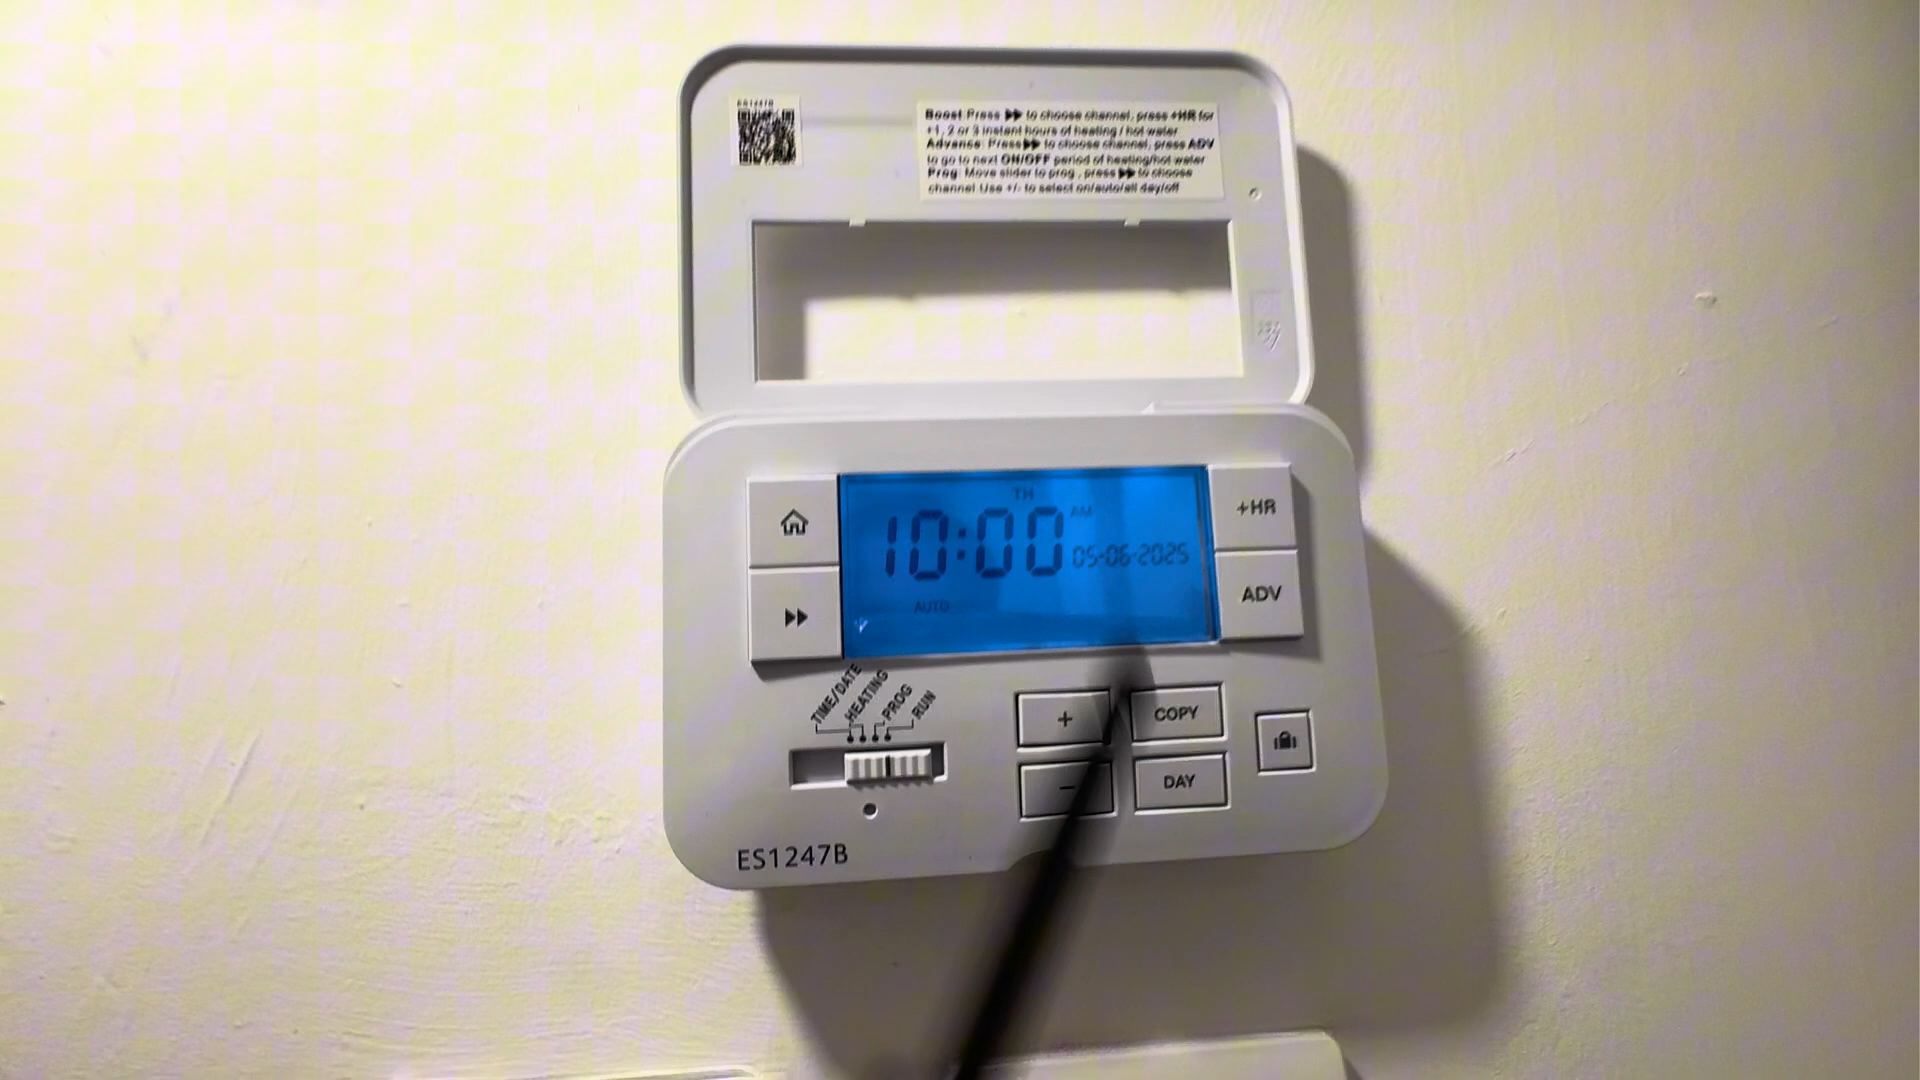 ES1247B
Boost Press ▶▶ to choose channel, press +HR for
+1, 2 or 3 instant hours of heating / hot water
Advance: Press ▶▶ to choose channel, press ADV
to go to next ON/OFF period of heating/hot water
Prog: Move slider to prog , press ▶▶ to choose
channel Use +/- to select on/auto/all day/off
TH
10:00 AM
05-06-2025
AUTO
+HR
ADV
TIME/DATE
HEATING
PROG
RUN
+
COPY
-
DAY
ES1247B